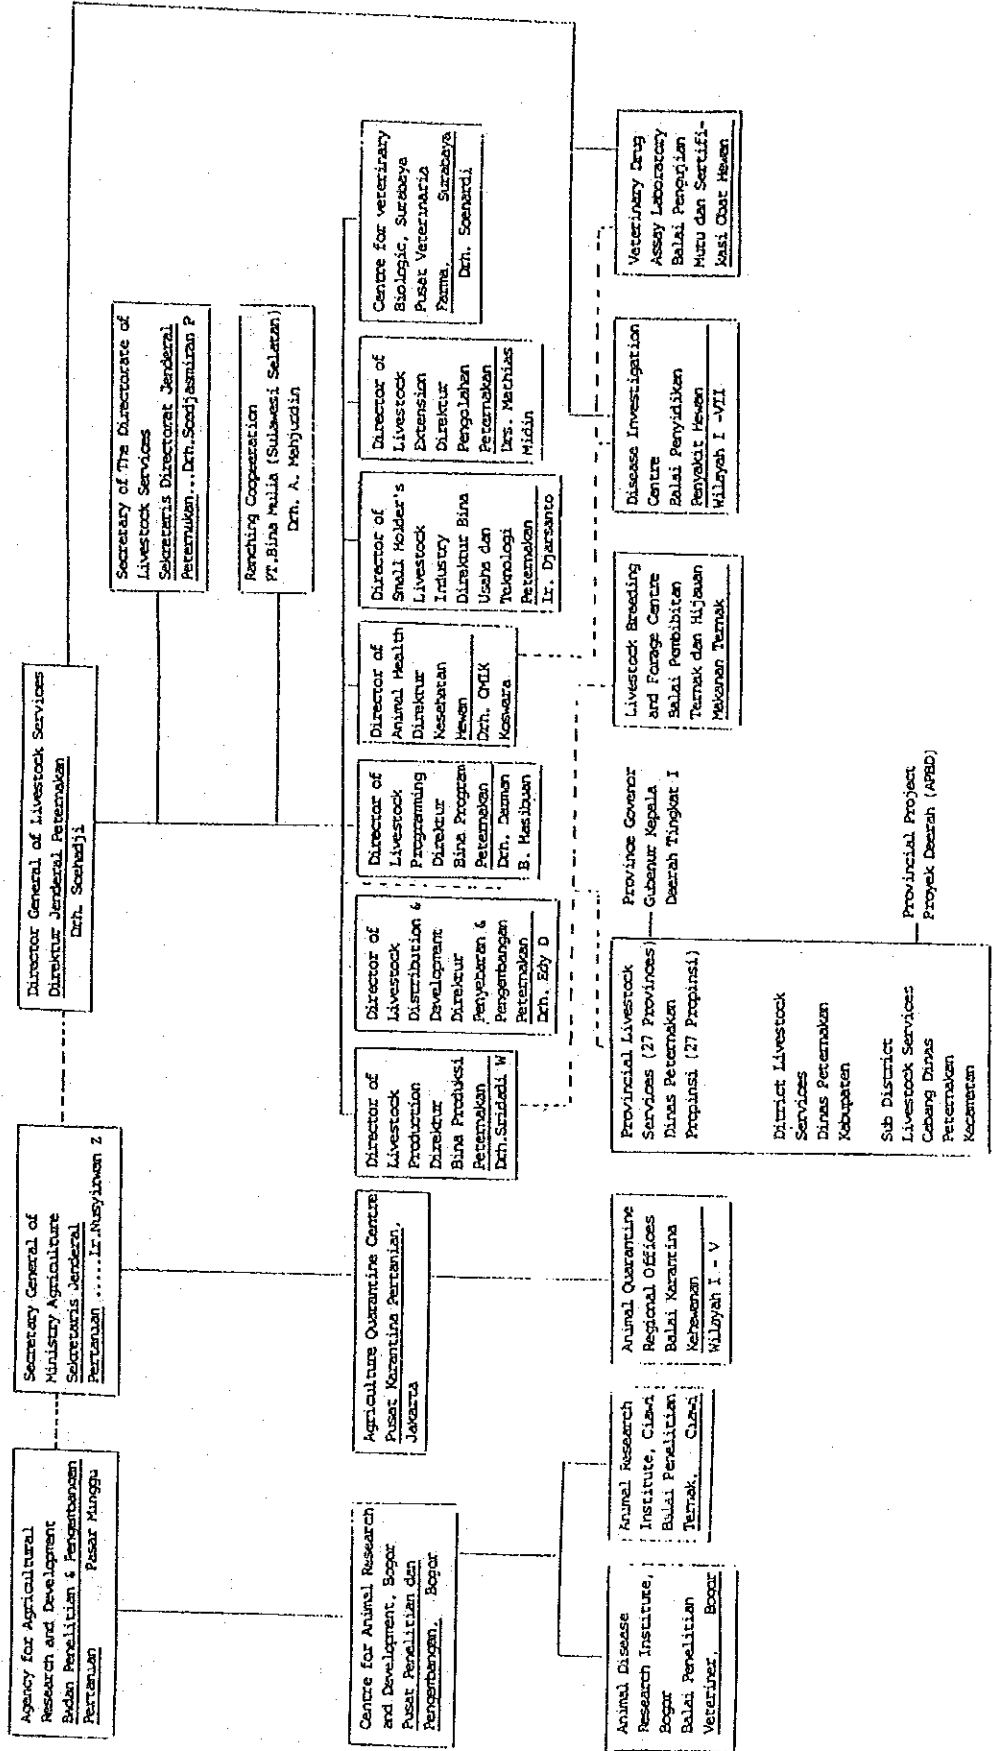 Agency for Agricultural
Research and Development
Badan Penelitian & Pengembangan
Pertanian Pasar Minggu
Secretary General of
Ministry Agriculture
Sekretaris Jenderal
Pertanian .....Ir.Nusyirwan Z
Director General of Livestock Services
Direktur Jenderal Peternakan
Drh. Soehadji
Secretary of The Directorate of
Livestock Services
Sekretaris Directorat Jenderal
Peternukan...Drh.Soedjasmiran P
Ranching Cooperation
PT.Bina Mulia (Sulawesi Selatan)
Drh. A. Mahjuddin
Centre for Animal Research
and Development, Bogor
Pusat Penelitian dan
Pengembangan, Bogor
Agriculture Quarantine Centre
Pusat Karantina Pertanian,
Jakarta
Director of
Livestock
Production
Direktur
Bina Produksi
Peternakan
Drh.Sridadi W
Director of
Livestock
Distribution &
Development
Direktur
Penyebaran &
Pengembangan
Peternakan
Drh. Edy D
Director of
Livestock
Programming
Direktur
Bina Program
Peternakan
Drh. Darman
B. Hasibuan
Director of
Animal Health
Direktur
Kesehatan
Hewan
Drh. OMIK
Koswara
Director of
Small Holder's
Livestock
Industry
Direktur Bina
Usaha dan
Teknologi
Peternakan
Ir. Djarsanto
Director of
Livestock
Extension
Direktur
Pengolahan
Peternakan
Drs. Mathias
Midin
Centre for veterinary
Biologic, Surabaya
Pusat Veterinaria
Farma, Surabaya
Drh. Soenardi
Animal Disease
Research Institute,
Bogor
Balai Penelitian
Veteriner, Bogor
Animal Research
Institute, Ciawi
Balai Penelitian
Ternak, Ciawi
Animal Quarantine
Regional Offices
Balai Karantina
Kehewanan
Wilayah I - V
Provincial Livestock
Services (27 Provinces)
Dinas Peternakan
Propinsi (27 Propinsi)
District Livestock
Services
Dinas Peternakan
Kabupaten
Sub District
Livestock Services
Cabang Dinas
Peternakan
Kecamatan
Province Govenor
Gubenur Kepala
Daerah Tingkat I
Provincial Project
Proyek Daerah (APBD)
Livestock Breeding
and Forage Centre
Balai Pembibitan
Ternak dan Hijauan
Makanan Ternak
Disease Investigation
Centre
Balai Penyidikan
Penyakit Hewan
Wilayah I -VII
Veterinary Drug
Assay Laboratory
Balai Pengujian
Mutu dan Sertifi-
kasi Obat Hewan